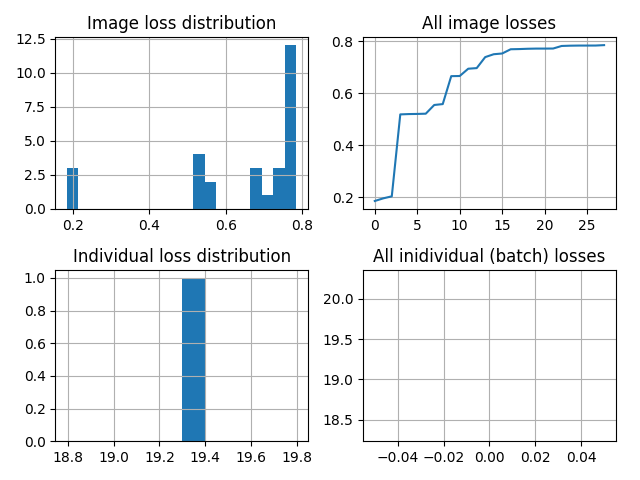 Image loss distribution
12.5
10.0
7.5
5.0
2.5
0.0
0.2 0.4 0.6 0.8
All image losses
0.8
0.6
0.4
0.2
0 5 10 15 20 25
Individual loss distribution
1.0
0.8
0.6
0.4
0.2
0.0
18.8 19.0 19.2 19.4 19.6 19.8
All inidividual (batch) losses
20.0
19.5
19.0
18.5
−0.04 −0.02 0.00 0.02 0.04